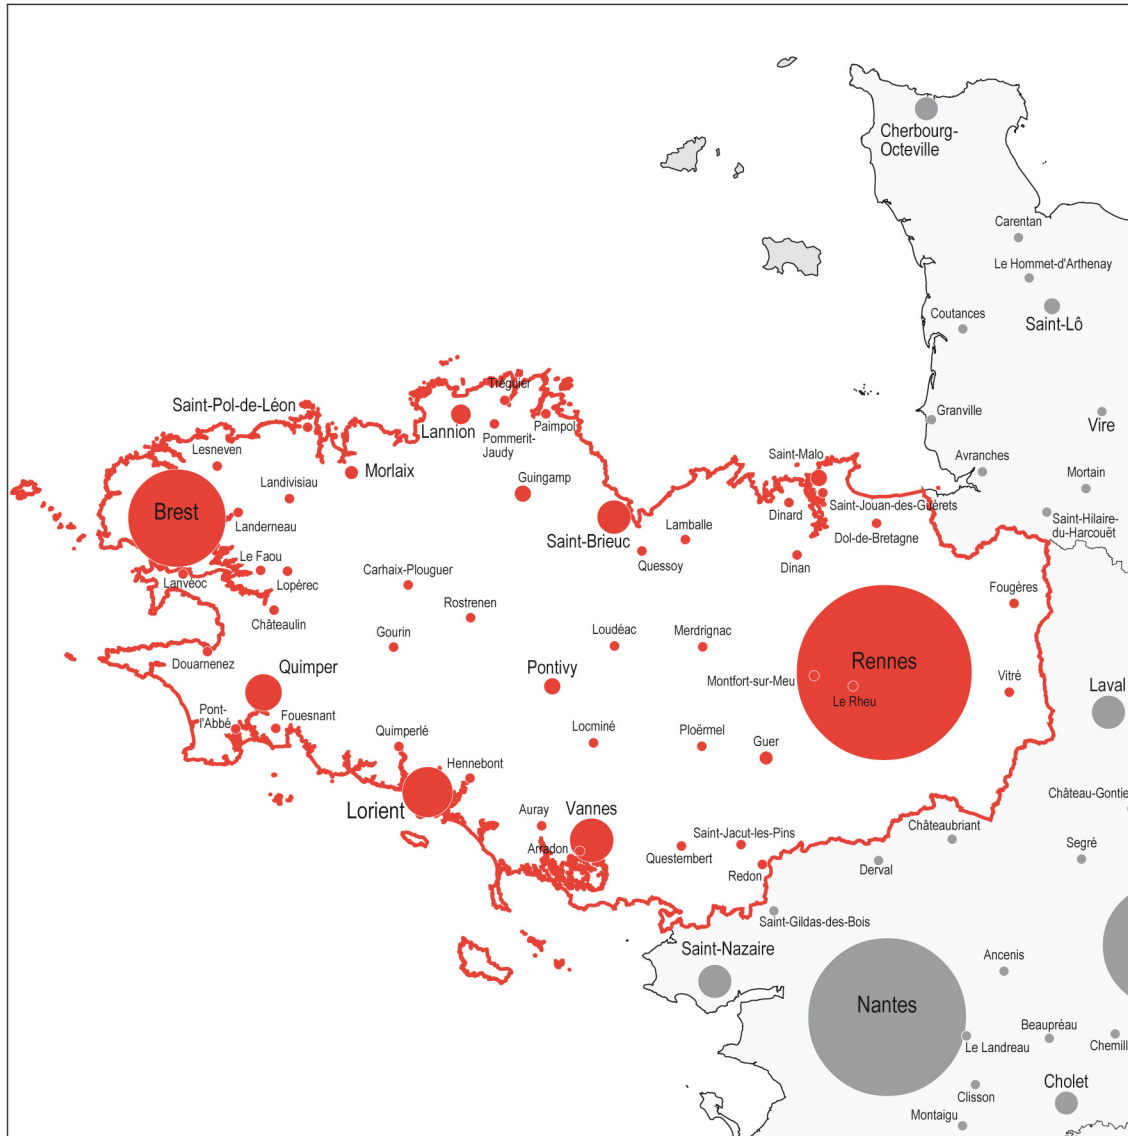 Cherbourg-
Octeville
Carentan
Le Hommet-d'Arthenay
Coutances
Saint-Lô
Tréguier
Saint-Pol-de-Léon
Granville
Vire
Lannion
Paimpol
Pommerit-
Jaudy
Lesneven
Morlaix
Saint-Malo
Avranches
Mortain
Landivisiau
Guingamp
Brest
Landerneau
Saint-Brieuc
Lamballe
Dinard
Saint-Jouan-des-Guérets
Saint-Hilaire-
du-Harcouët
Dol-de-Bretagne
Le Faou
Lanvéoc
Lopérec
Carhaix-Plouguer
Quessoy
Dinan
Fougères
Châteaulin
Rostrenen
Gourin
Loudéac
Merdrignac
Douarnenez
Quimper
Pontivy
Rennes
Montfort-sur-Meu
Le Rheu
Vitré
Laval
Pont-
l'Abbé
Fouesnant
Quimperlé
Locminé
Ploërmel
Guer
Hennebont
Lorient
Auray
Vannes
Arradon
Château-Gontie
Châteaubriant
Saint-Jacut-les-Pins
Questembert
Redon
Derval
Segré
Saint-Gildas-des-Bois
Saint-Nazaire
Ancenis
Nantes
Beaupréau
Le Landreau
Chemill
Clisson
Cholet
Montaigu